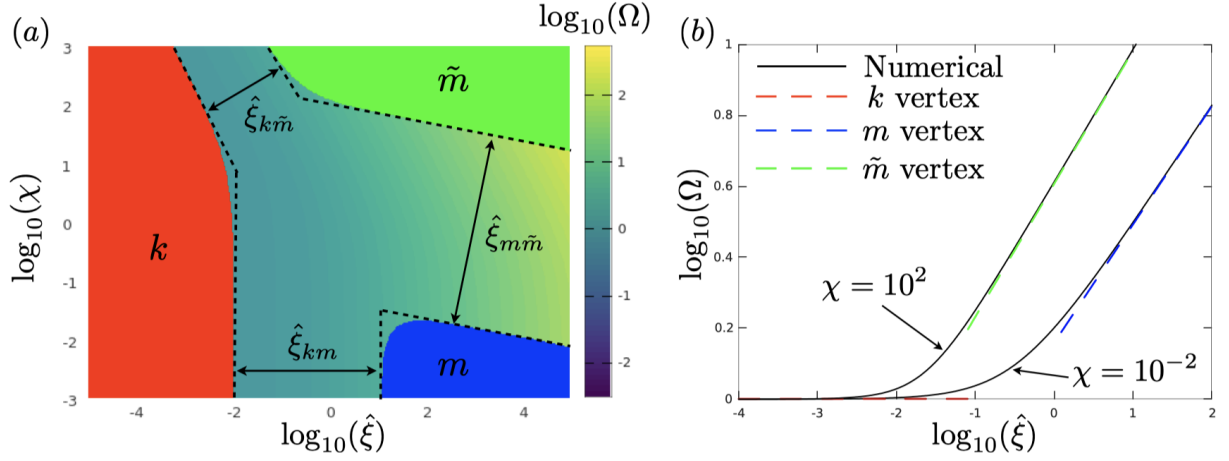 (a)
log₁₀(Ω)
3
2
1
0
-1
-2
-3
log₁₀(χ)
-4
-2
0
2
4
log₁₀(ξ̂)
k
m̃
m
ξ̂ₖₘ̃
ξ̂ₘₘ̃
ξ̂ₖₘ
2
1
0
-1
-2
(b)
1
0.8
0.6
0.4
0.2
0
log₁₀(Ω)
Numerical
k vertex
m vertex
m̃ vertex
χ = 10²
χ = 10⁻²
-4
-3
-2
-1
0
1
2
log₁₀(ξ̂)